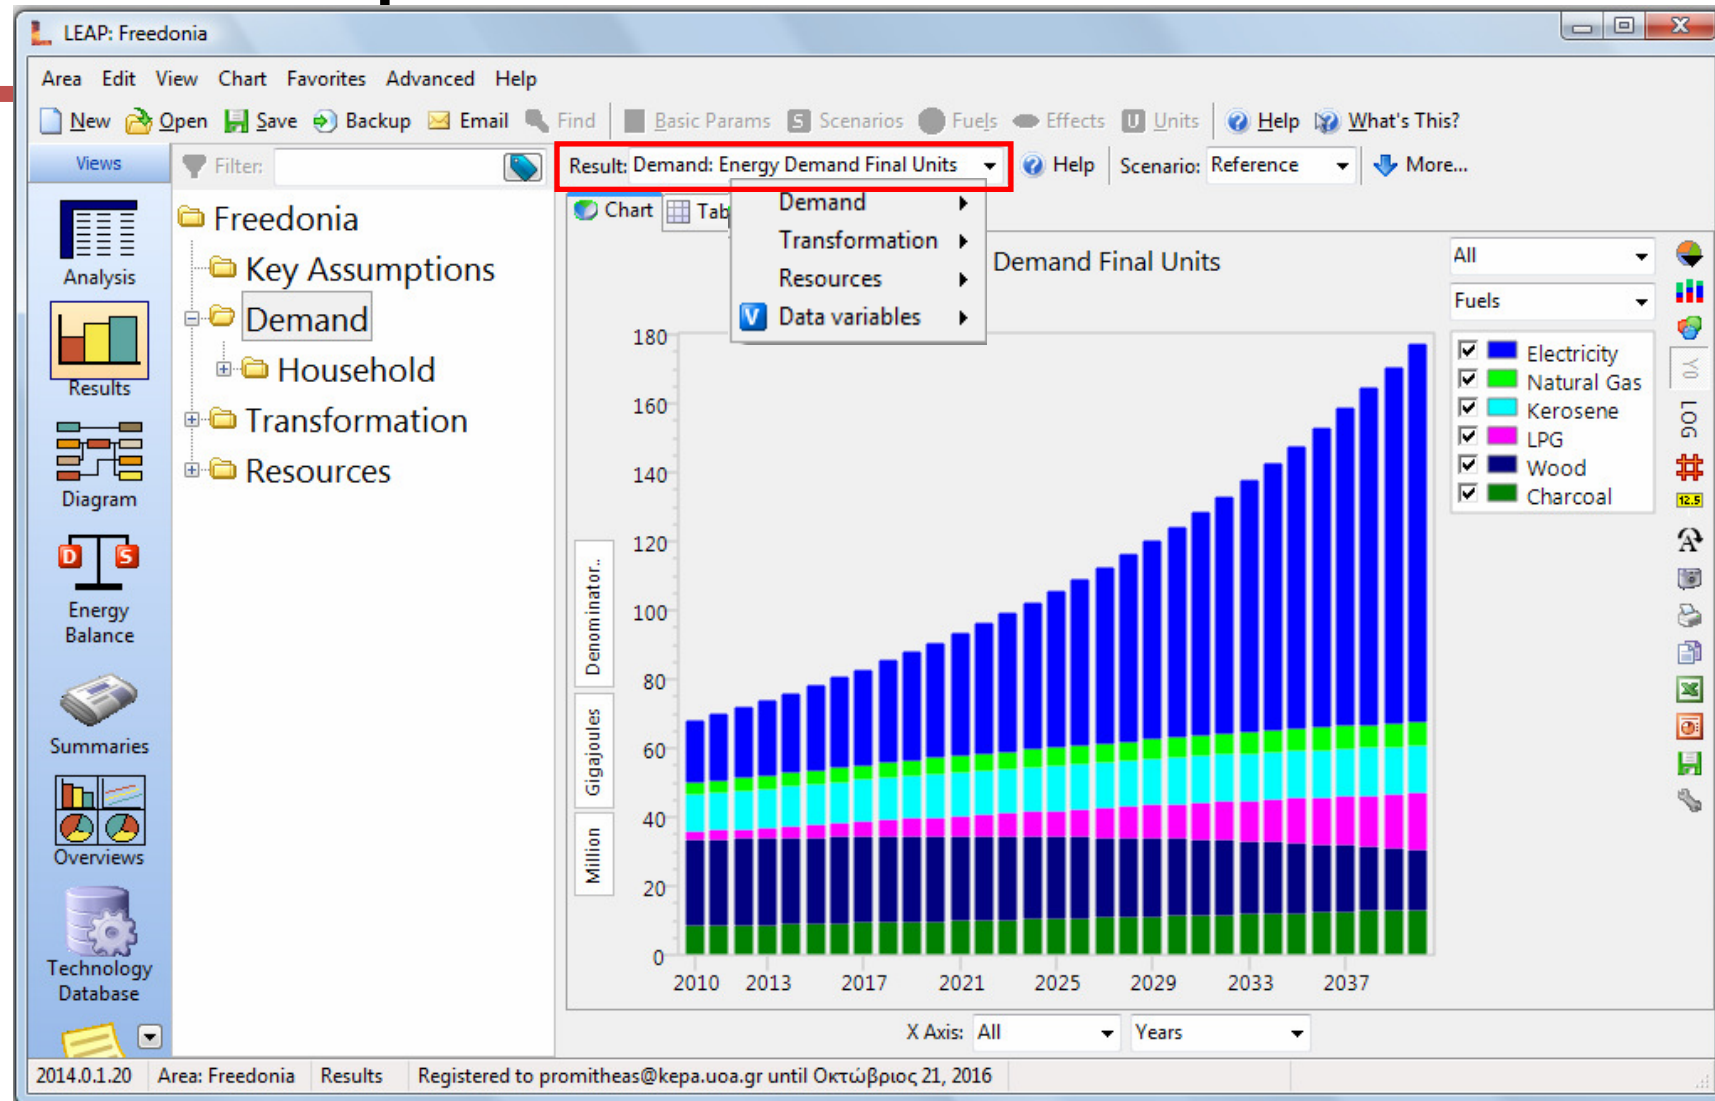 LEAP: Freedonia
Area Edit View Chart Favorites Advanced Help
New Open Save Backup Email Find Basic Params S Scenarios Fuels Effects U Units Help What's This?
Views
Filter:
Result: Demand: Energy Demand Final Units Help Scenario: Reference More...
Analysis
Results
Diagram
D S
Energy
Balance
Summaries
Overviews
Technology
Database
Freedonia
Key Assumptions
Demand
Household
Transformation
Resources
Chart Tab
Demand
Transformation
Resources
V Data variables
Demand Final Units
All
Fuels
Electricity
Natural Gas
Kerosene
LPG
Wood
Charcoal
Y0
LOG
12.5
A
Denominator..
Gigajoules
Million
180
160
140
120
100
80
60
40
20
0
2010 2013 2017 2021 2025 2029 2033 2037
X Axis: All Years
2014.0.1.20 Area: Freedonia Results Registered to promitheas@kepa.uoa.gr until Οκτώβριος 21, 2016